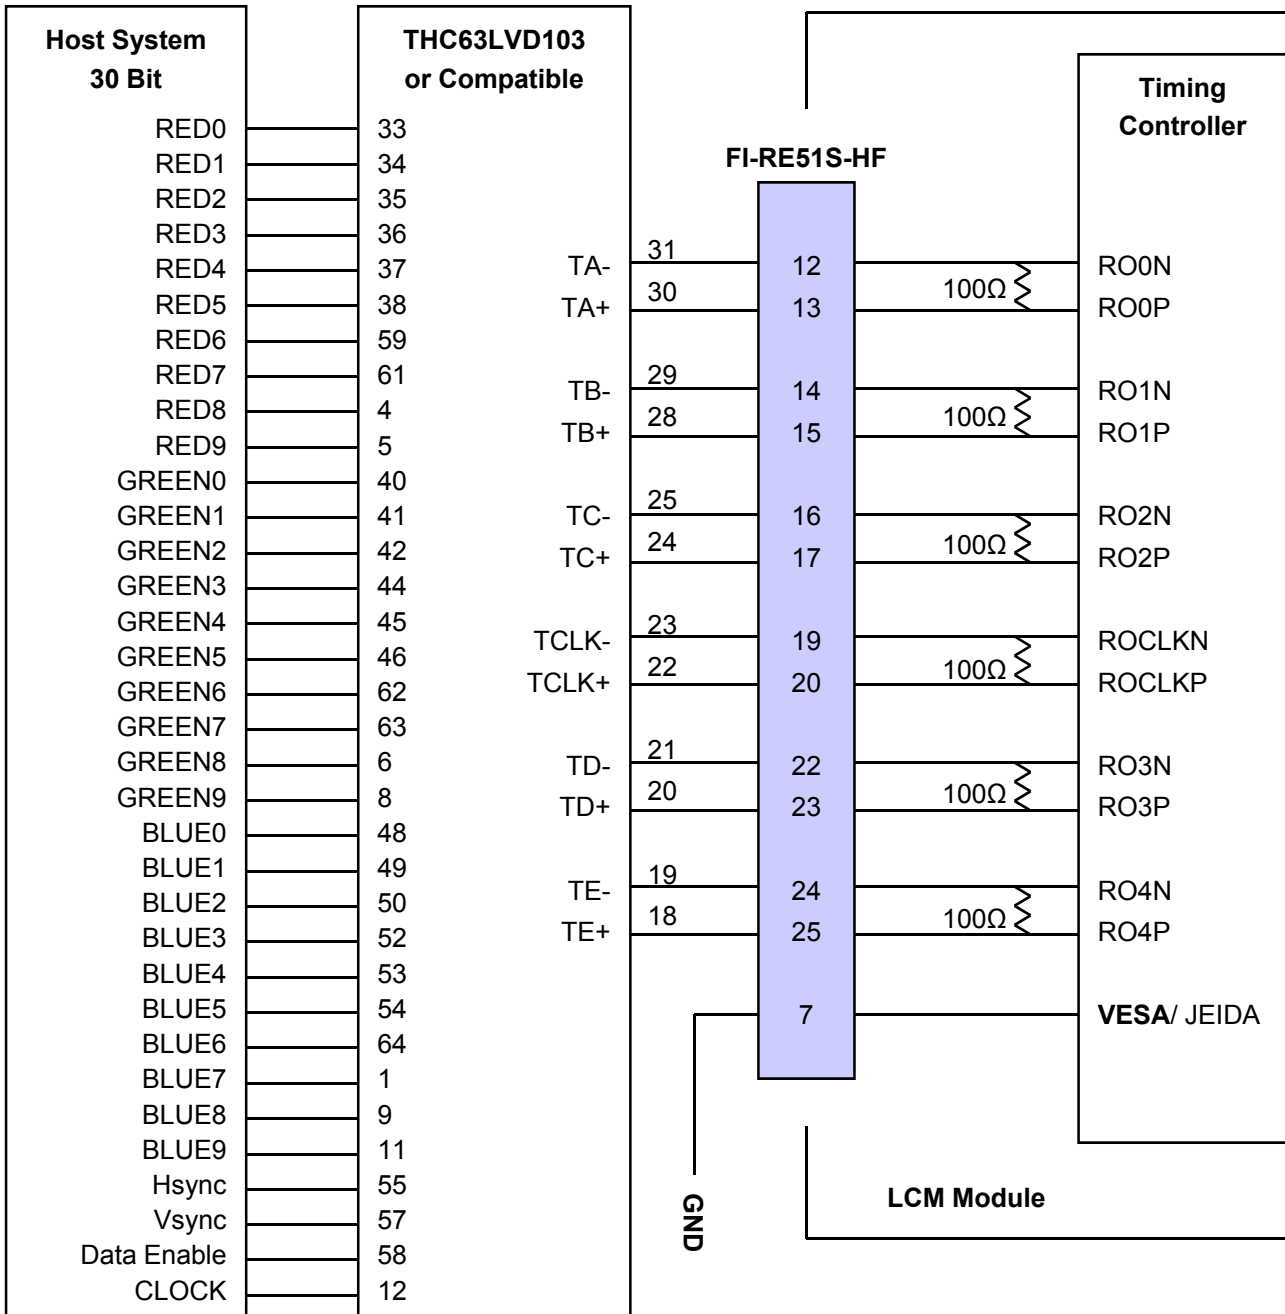 Host System
30 Bit
RED0
RED1
RED2
RED3
RED4
RED5
RED6
RED7
RED8
RED9
GREEN0
GREEN1
GREEN2
GREEN3
GREEN4
GREEN5
GREEN6
GREEN7
GREEN8
GREEN9
BLUE0
BLUE1
BLUE2
BLUE3
BLUE4
BLUE5
BLUE6
BLUE7
BLUE8
BLUE9
Hsync
Vsync
Data Enable
CLOCK
THC63LVD103
or Compatible
33
34
35
36
37
38
59
61
4
5
40
41
42
44
45
46
62
63
6
8
48
49
50
52
53
54
64
1
9
11
55
57
58
12
TA-
TA+
TB-
TB+
TC-
TC+
TCLK-
TCLK+
TD-
TD+
TE-
TE+
31
30
29
28
25
24
23
22
21
20
19
18
GND
FI-RE51S-HF
12
13
14
15
16
17
19
20
22
23
24
25
7
100Ω
100Ω
100Ω
100Ω
100Ω
100Ω
LCM Module
Timing
Controller
RO0N
RO0P
RO1N
RO1P
RO2N
RO2P
ROCLKN
ROCLKP
RO3N
RO3P
RO4N
RO4P
VESA/ JEIDA